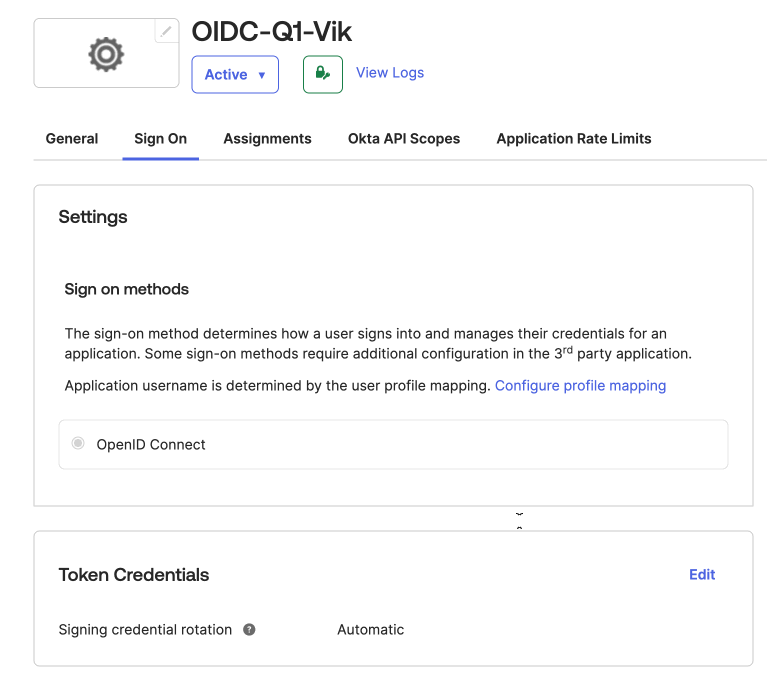 OIDC-Q1-Vik
Active ▼
View Logs
General Sign On Assignments Okta API Scopes Application Rate Limits
Settings
Sign on methods
The sign-on method determines how a user signs into and manages their credentials for an
application. Some sign-on methods require additional configuration in the 3rd party application.
Application username is determined by the user profile mapping. Configure profile mapping
OpenID Connect
Token Credentials Edit
Signing credential rotation ? Automatic